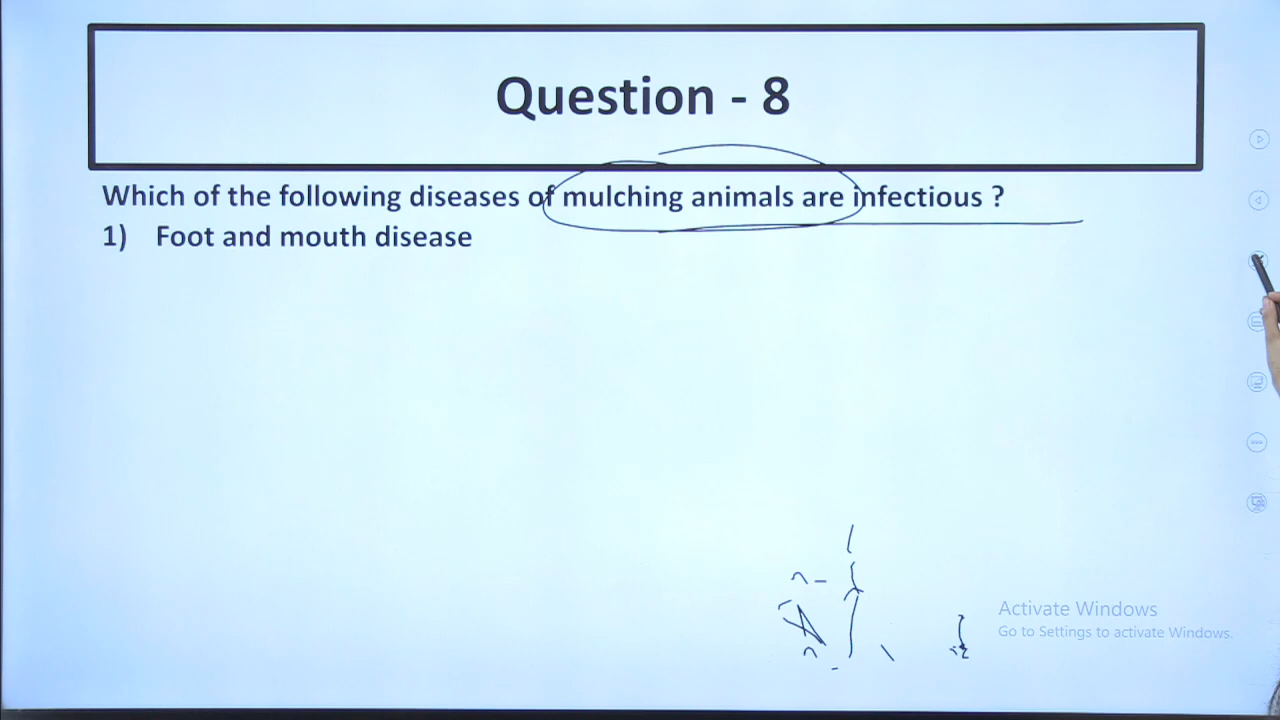 Question - 8
Which of the following diseases of mulching animals are infectious ?
1) Foot and mouth disease
Activate Windows
Go to Settings to activate Windows.